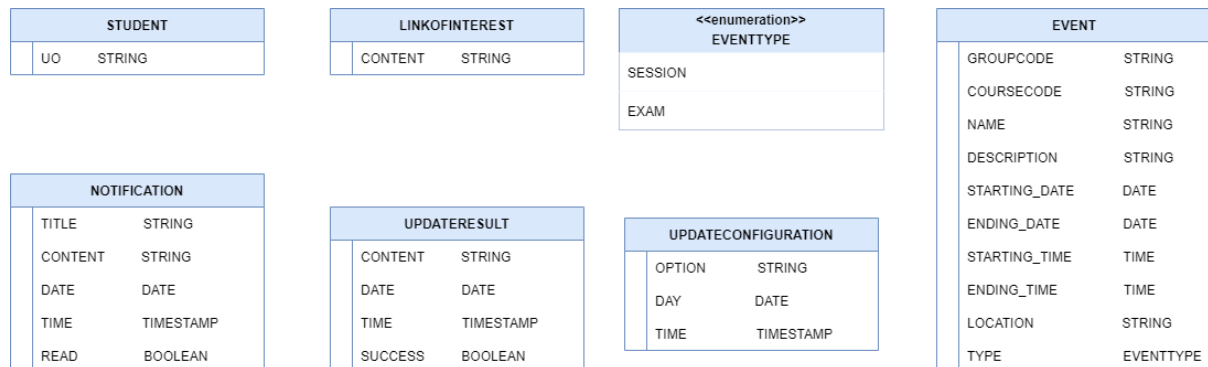 STUDENT
UO STRING
LINKOFINTEREST
CONTENT STRING
<<enumeration>>
EVENTTYPE
SESSION
EXAM
EVENT
GROUPCODE STRING
COURSECODE STRING
NAME STRING
DESCRIPTION STRING
STARTING_DATE DATE
ENDING_DATE DATE
STARTING_TIME TIME
ENDING_TIME TIME
LOCATION STRING
TYPE EVENTTYPE
NOTIFICATION
TITLE STRING
CONTENT STRING
DATE DATE
TIME TIMESTAMP
READ BOOLEAN
UPDATERESULT
CONTENT STRING
DATE DATE
TIME TIMESTAMP
SUCCESS BOOLEAN
UPDATECONFIGURATION
OPTION STRING
DAY DATE
TIME TIMESTAMP